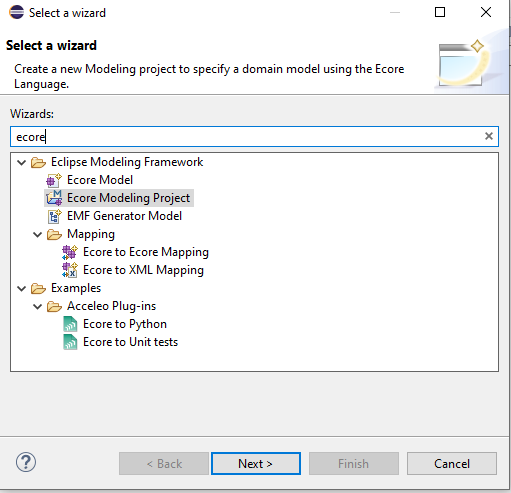 Select a wizard
Select a wizard
Create a new Modeling project to specify a domain model using the Ecore
Language.
Wizards:
ecore
Eclipse Modeling Framework
Ecore Model
Ecore Modeling Project
EMF Generator Model
Mapping
Ecore to Ecore Mapping
Ecore to XML Mapping
Examples
Acceleo Plug-ins
Ecore to Python
Ecore to Unit tests
< Back Next > Finish Cancel